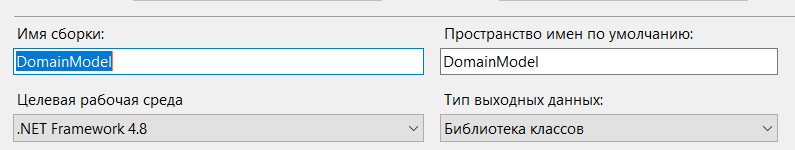 Имя сборки:
Пространство имен по умолчанию:
DomainModel
DomainModel
Целевая рабочая среда
Тип выходных данных:
.NET Framework 4.8
Библиотека классов